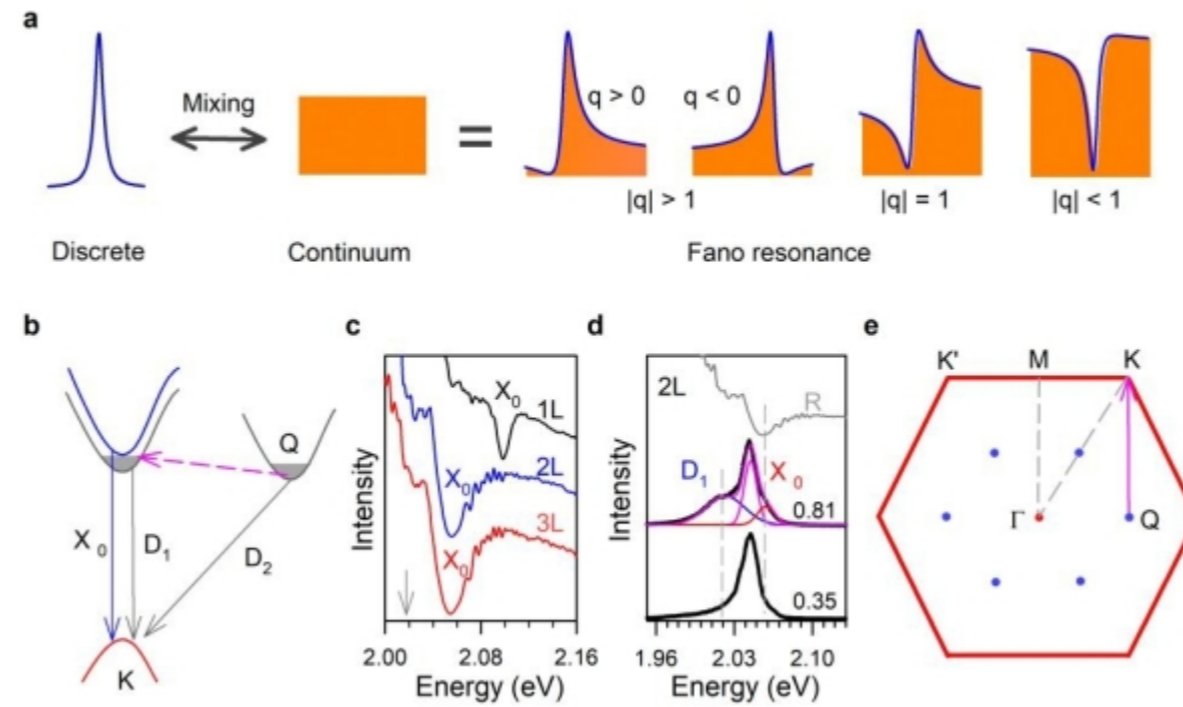 a
Mixing
=
q > 0
q < 0
|q| > 1
|q| = 1
|q| < 1
Discrete
Continuum
Fano resonance
b
Q
X₀
D₁
D₂
K
c
X₀
1L
X₀
2L
X₀
3L
Intensity
2.00
2.08
2.16
Energy (eV)
d
2L
R
D₁
X₀
0.81
0.35
Intensity
1.96
2.03
2.10
Energy (eV)
e
K'
M
K
Γ
Q